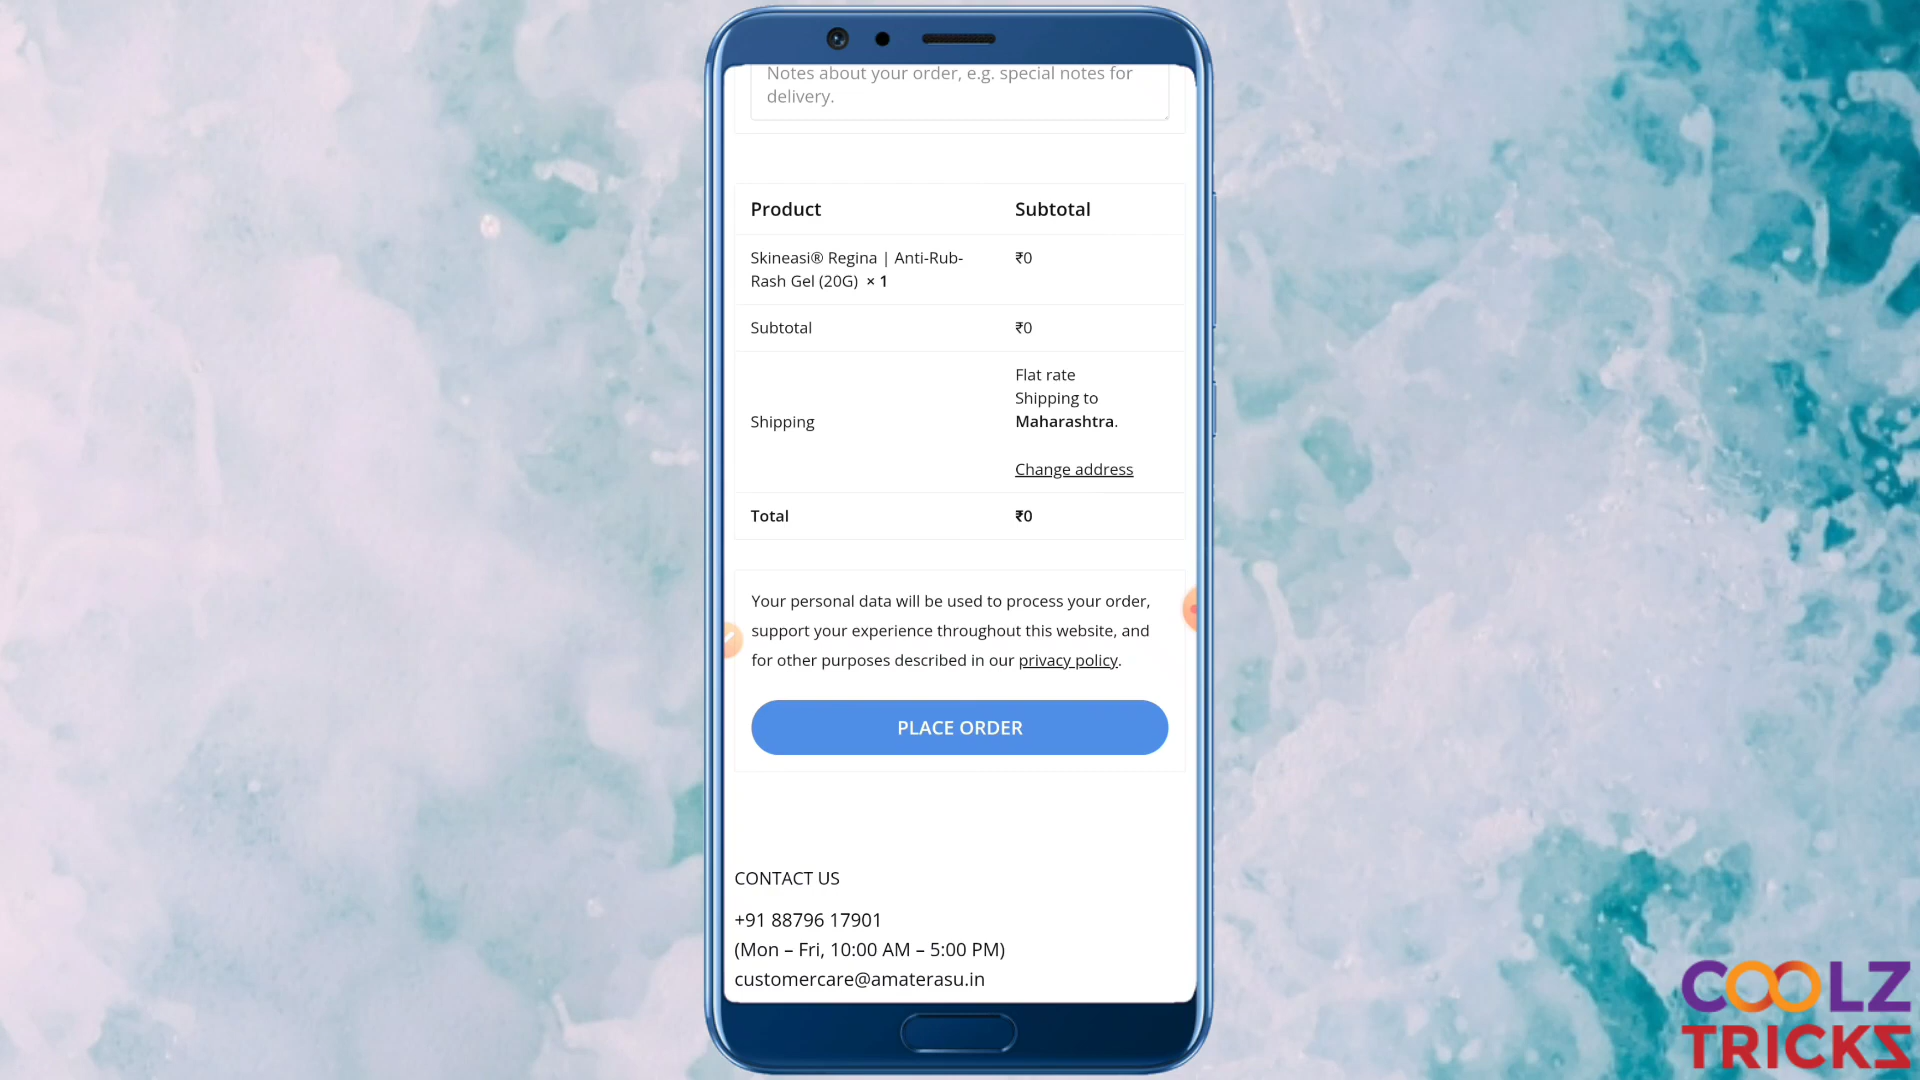 Notes about your order, e.g. special notes for
delivery.
Product Subtotal
Skineasi® Regina | Anti-Rub-
Rash Gel (20G) × 1 ₹0
Subtotal ₹0
Shipping
Flat rate
Shipping to
Maharashtra.
Change address
Total ₹0
Your personal data will be used to process your order,
support your experience throughout this website, and
for other purposes described in our privacy policy.
PLACE ORDER
CONTACT US
+91 88796 17901
(Mon – Fri, 10:00 AM – 5:00 PM)
customercare@amaterasu.in
COOLZ
TRICKS